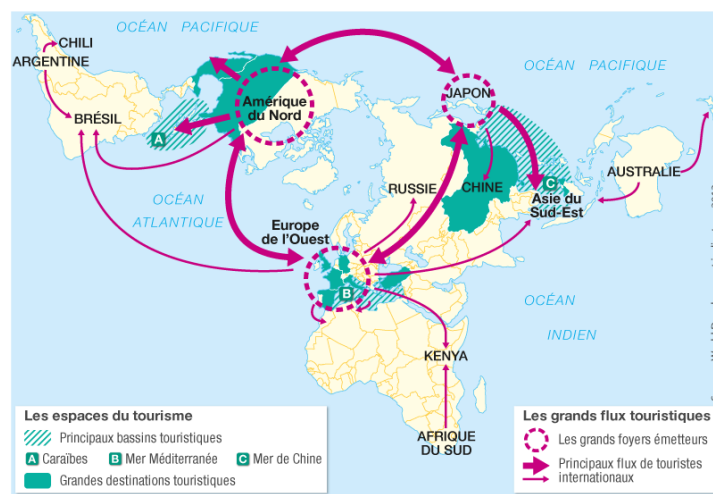 OCÉAN PACIFIQUE
CHILI
ARGENTINE
BRÉSIL
A
Amérique
du Nord
JAPON
OCÉAN PACIFIQUE
OCÉAN
ATLANTIQUE
RUSSIE
CHINE
C
Asie du
Sud-Est
AUSTRALIE
Europe
de l'Ouest
B
OCÉAN
INDIEN
KENYA
AFRIQUE
DU SUD
Les espaces du tourisme
Principaux bassins touristiques
A Caraïbes B Mer Méditerranée C Mer de Chine
Grandes destinations touristiques
Les grands flux touristiques
Les grands foyers émetteurs
Principaux flux de touristes
internationaux